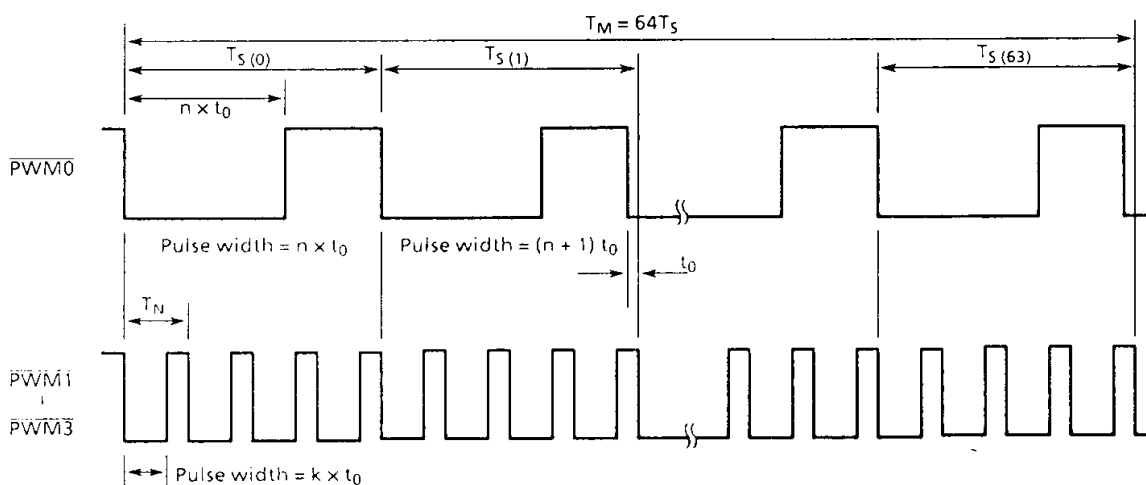 T_M = 64T_S
T_S (0) T_S (1) T_S (63)
n × t_0
PWM0
Pulse width = n × t_0 Pulse width = (n + 1) t_0
t_0
T_N
PWM1
PWM3
Pulse width = k × t_0